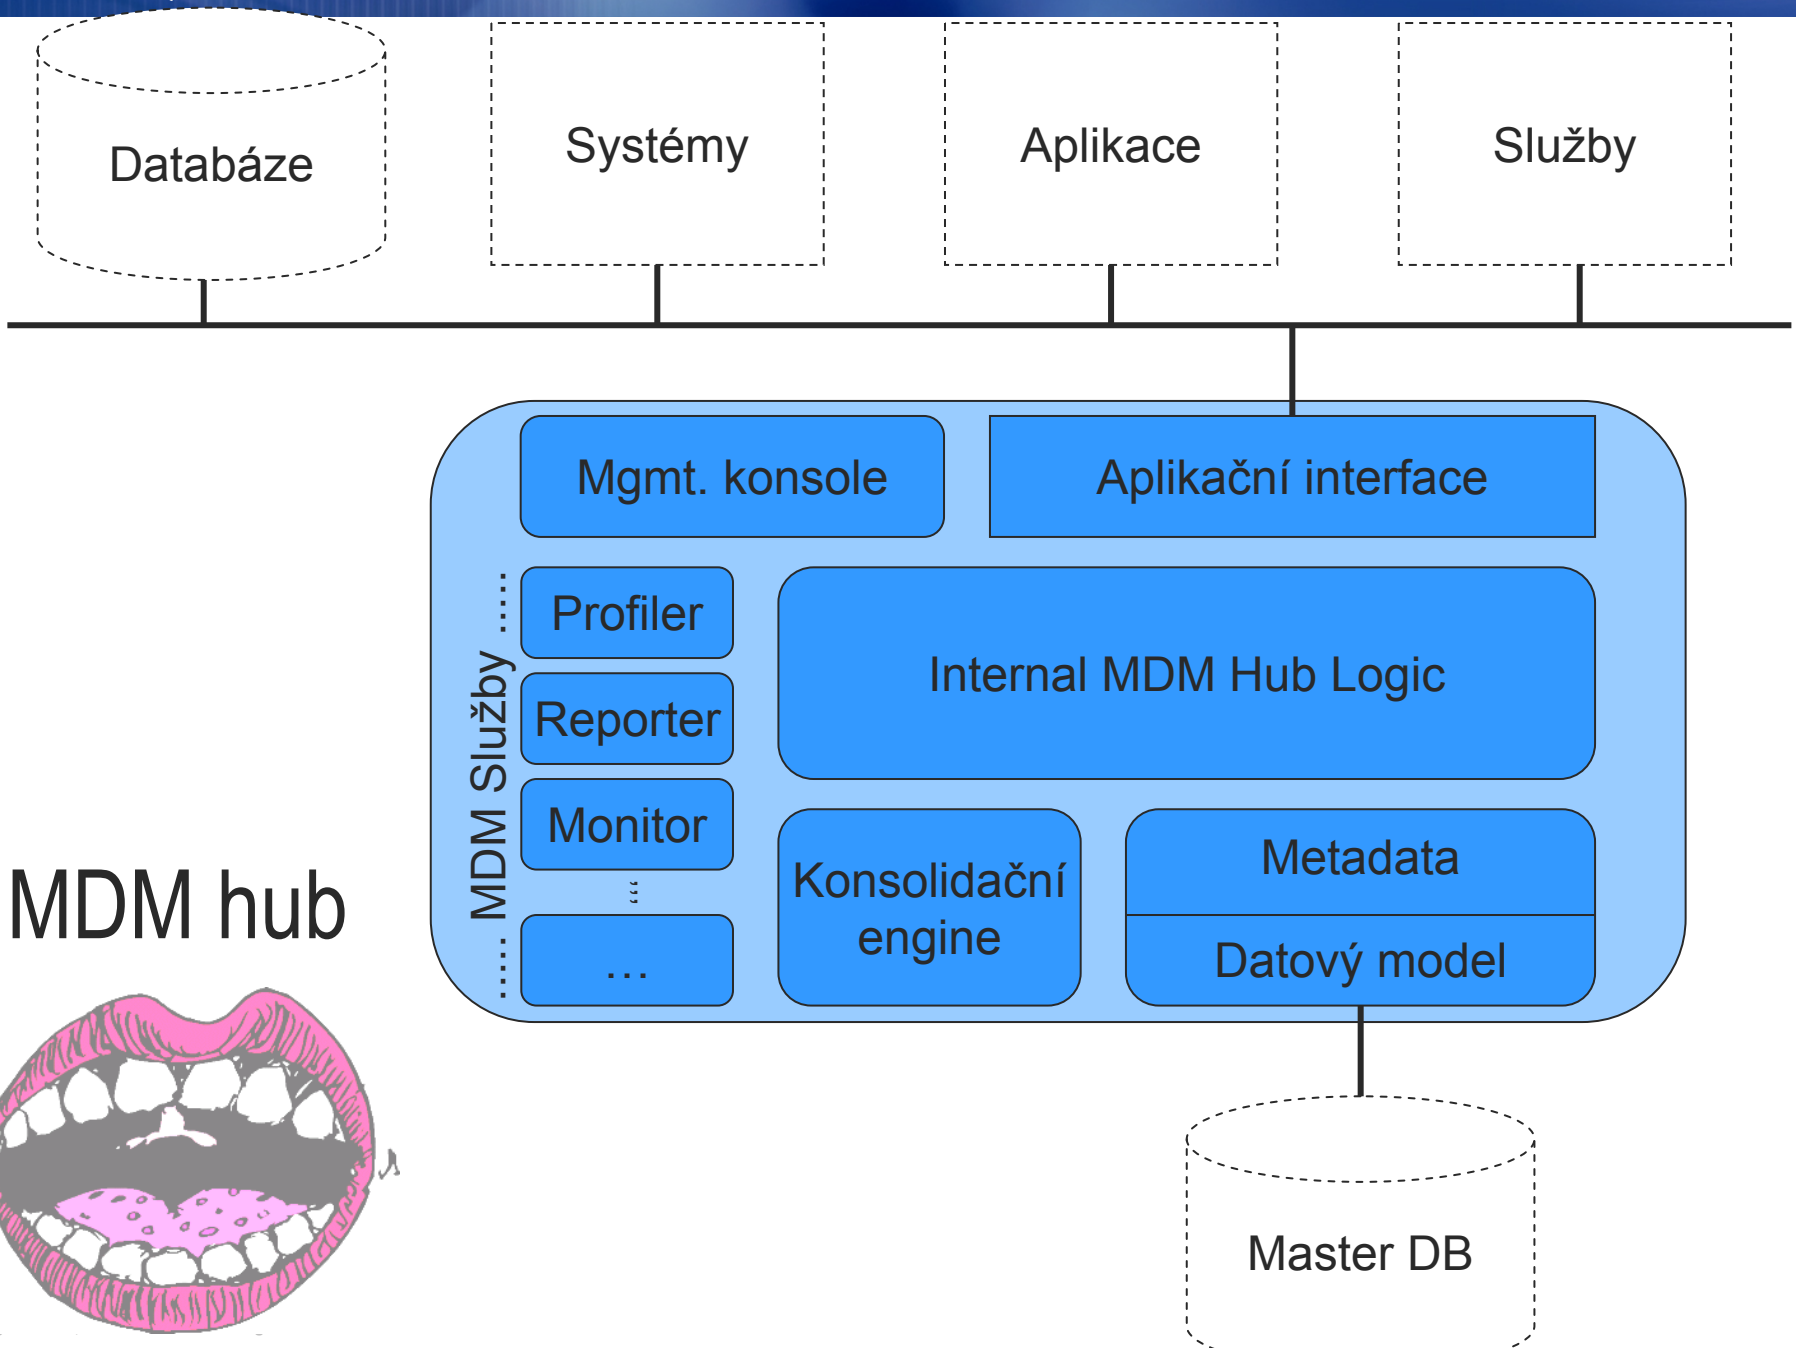 Databáze
Systémy
Aplikace
Služby
Mgmt. konsole
Aplikační interface
..... MDM Služby .....
Profiler
Reporter
Monitor
...
Internal MDM Hub Logic
Konsolidační
engine
Metadata
Datový model
MDM hub
Master DB